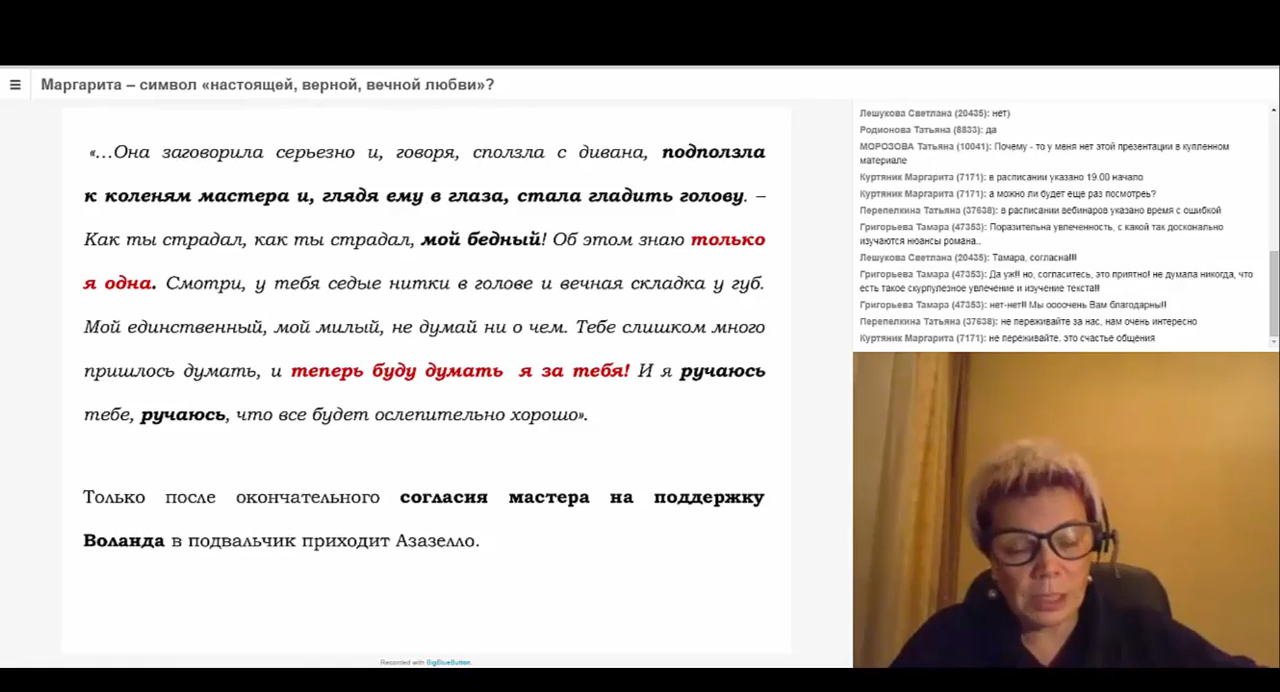 Маргарита – символ «настоящей, верной, вечной любви»?
«…Она заговорила серьезно и, говоря, сползла с дивана, подползла
к коленям мастера и, глядя ему в глаза, стала гладить голову. –
Как ты страдал, как ты страдал, мой бедный! Об этом знаю только
я одна. Смотри, у тебя седые нитки в голове и вечная складка у губ.
Мой единственный, мой милый, не думай ни о чем. Тебе слишком много
пришлось думать, и теперь буду думать я за тебя! И я ручаюсь
тебе, ручаюсь, что все будет ослепительно хорошо».
Только после окончательного согласия мастера на поддержку
Воланда в подвальчик приходит Азазелло.
Recorded with BigBlueButton.
Лешукова Светлана (20435): нет)
Родионова Татьяна (8833): да
МОРОЗОВА Татьяна (10041): Почему - то у меня нет этой презентации в купленном
материале
Куртяник Маргарита (7171): в расписании указано 19.00 начало
Куртяник Маргарита (7171): а можно ли будет еще раз посмотреь?
Перепелкина Татьяна (37638): в расписании вебинаров указано время с ошибкой
Григорьева Тамара (47353): Поразительна увлеченность, с какой так досконально
изучаются нюансы романа..
Лешукова Светлана (20435): Тамара, согласна!!!
Григорьева Тамара (47353): Да уж!! но, согласитесь, это приятно! не думала никогда, что
есть такое скурпулезное увлечение и изучение текста!!!
Григорьева Тамара (47353): нет-нет!! Мы оооочень Вам благодарны!!
Перепелкина Татьяна (37638): не переживайте за нас, нам очень интересно
Куртяник Маргарита (7171): не переживайте. это счастье общения